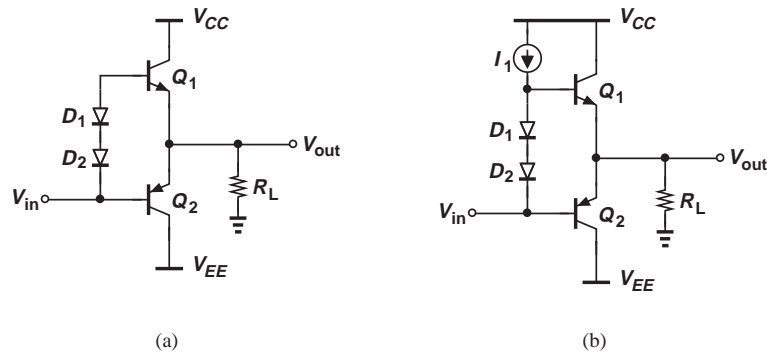 V_CC
Q_1
D_1
D_2
V_out
V_in
Q_2
R_L
V_EE
(a)
V_CC
I_1
Q_1
D_1
D_2
V_out
V_in
Q_2
R_L
V_EE
(b)